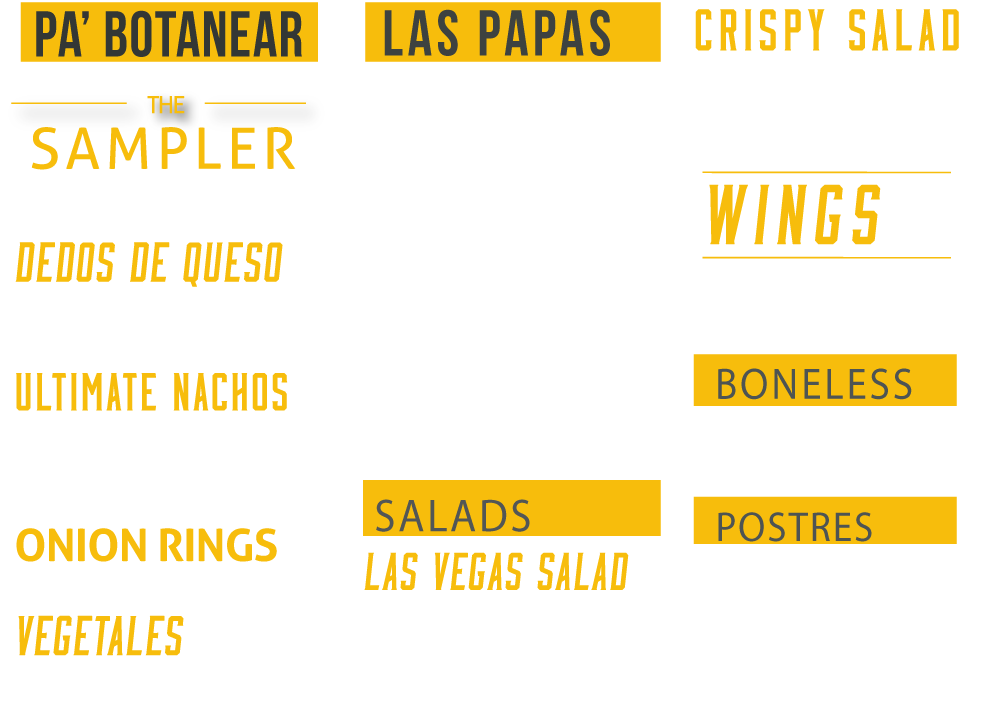 PA' BOTANEAR
THE
SAMPLER
DEDOS DE QUESO
ULTIMATE NACHOS
ONION RINGS
VEGETALES
LAS PAPAS
SALADS
LAS VEGAS SALAD
CRISPY SALAD
WINGS
BONELESS
POSTRES